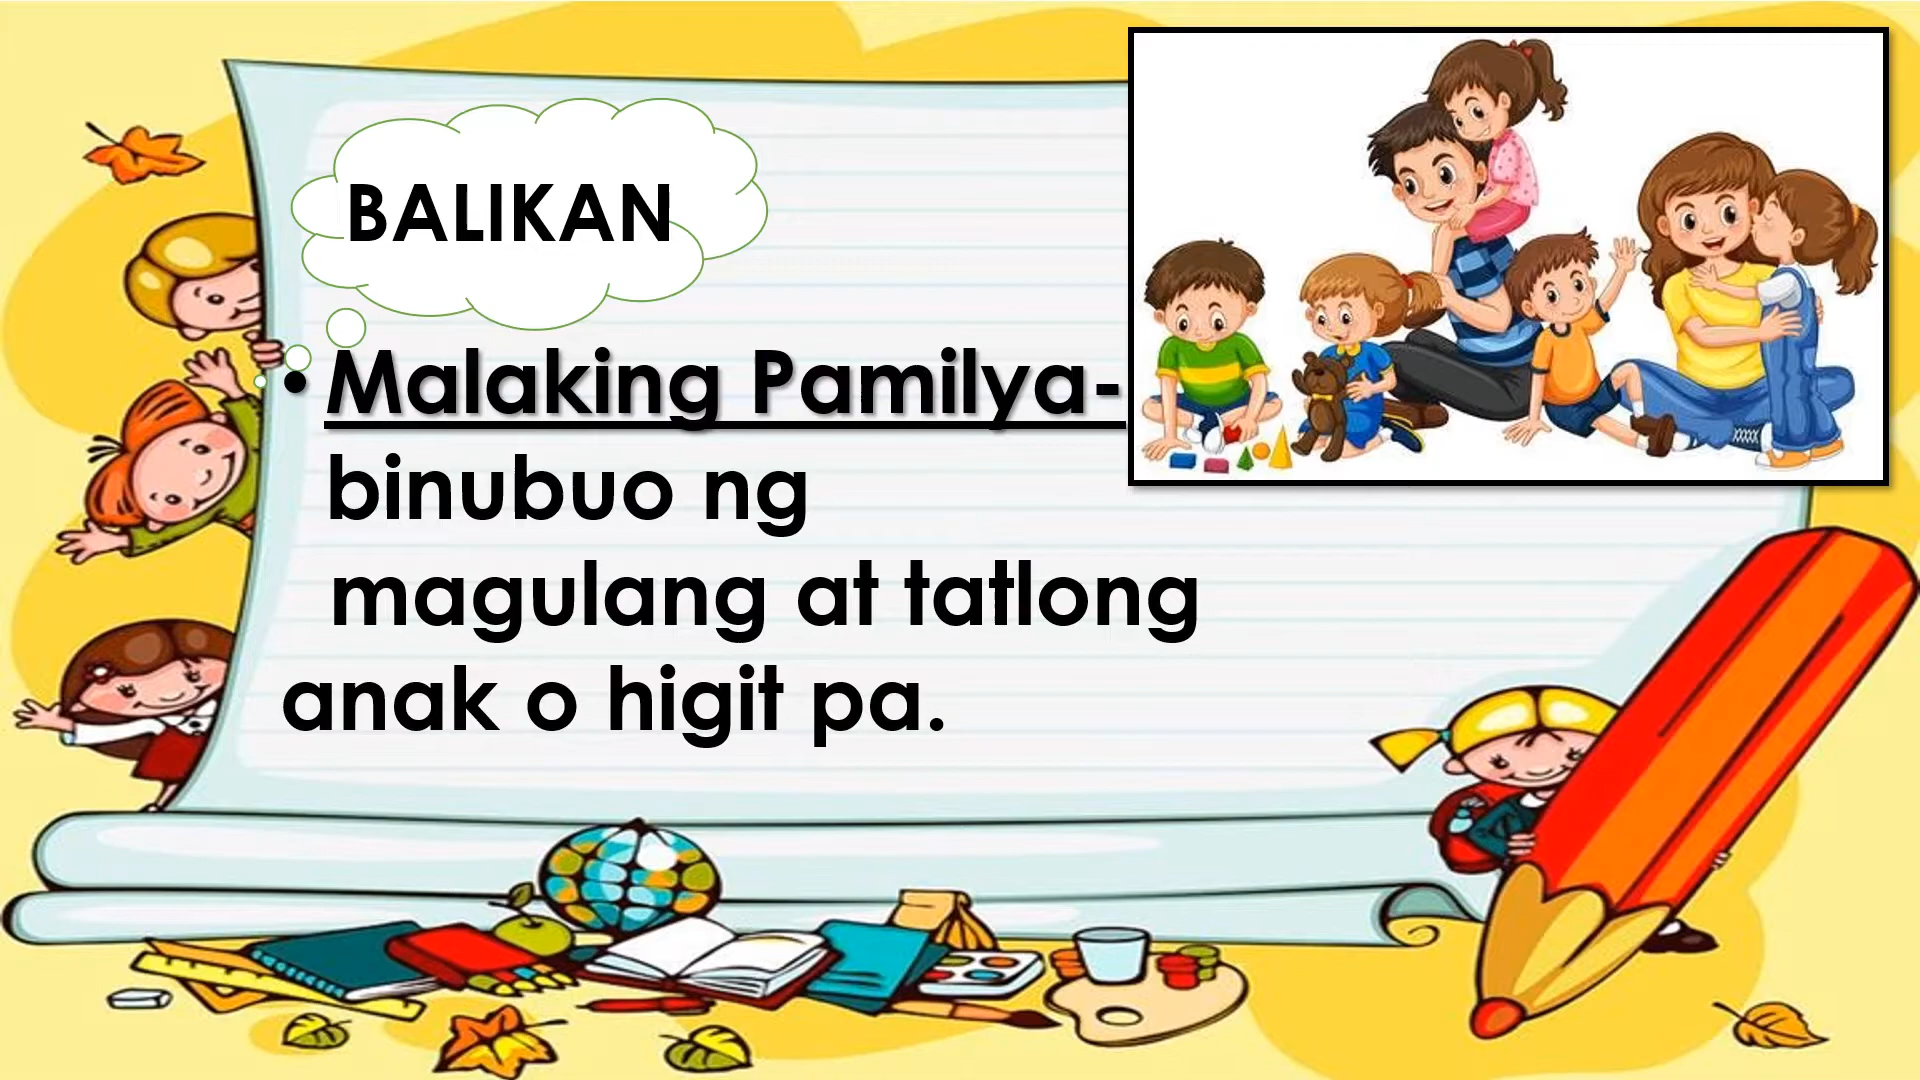 BALIKAN
• Malaking Pamilya-
binubuo ng
magulang at tatlong
anak o higit pa.